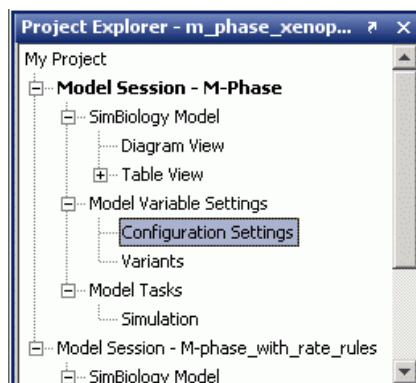 Project Explorer - m_phase_xenop...
My Project
Model Session - M-Phase
SimBiology Model
Diagram View
Table View
Model Variable Settings
Configuration Settings
Variants
Model Tasks
Simulation
Model Session - M-phase_with_rate_rules
SimBiology Model